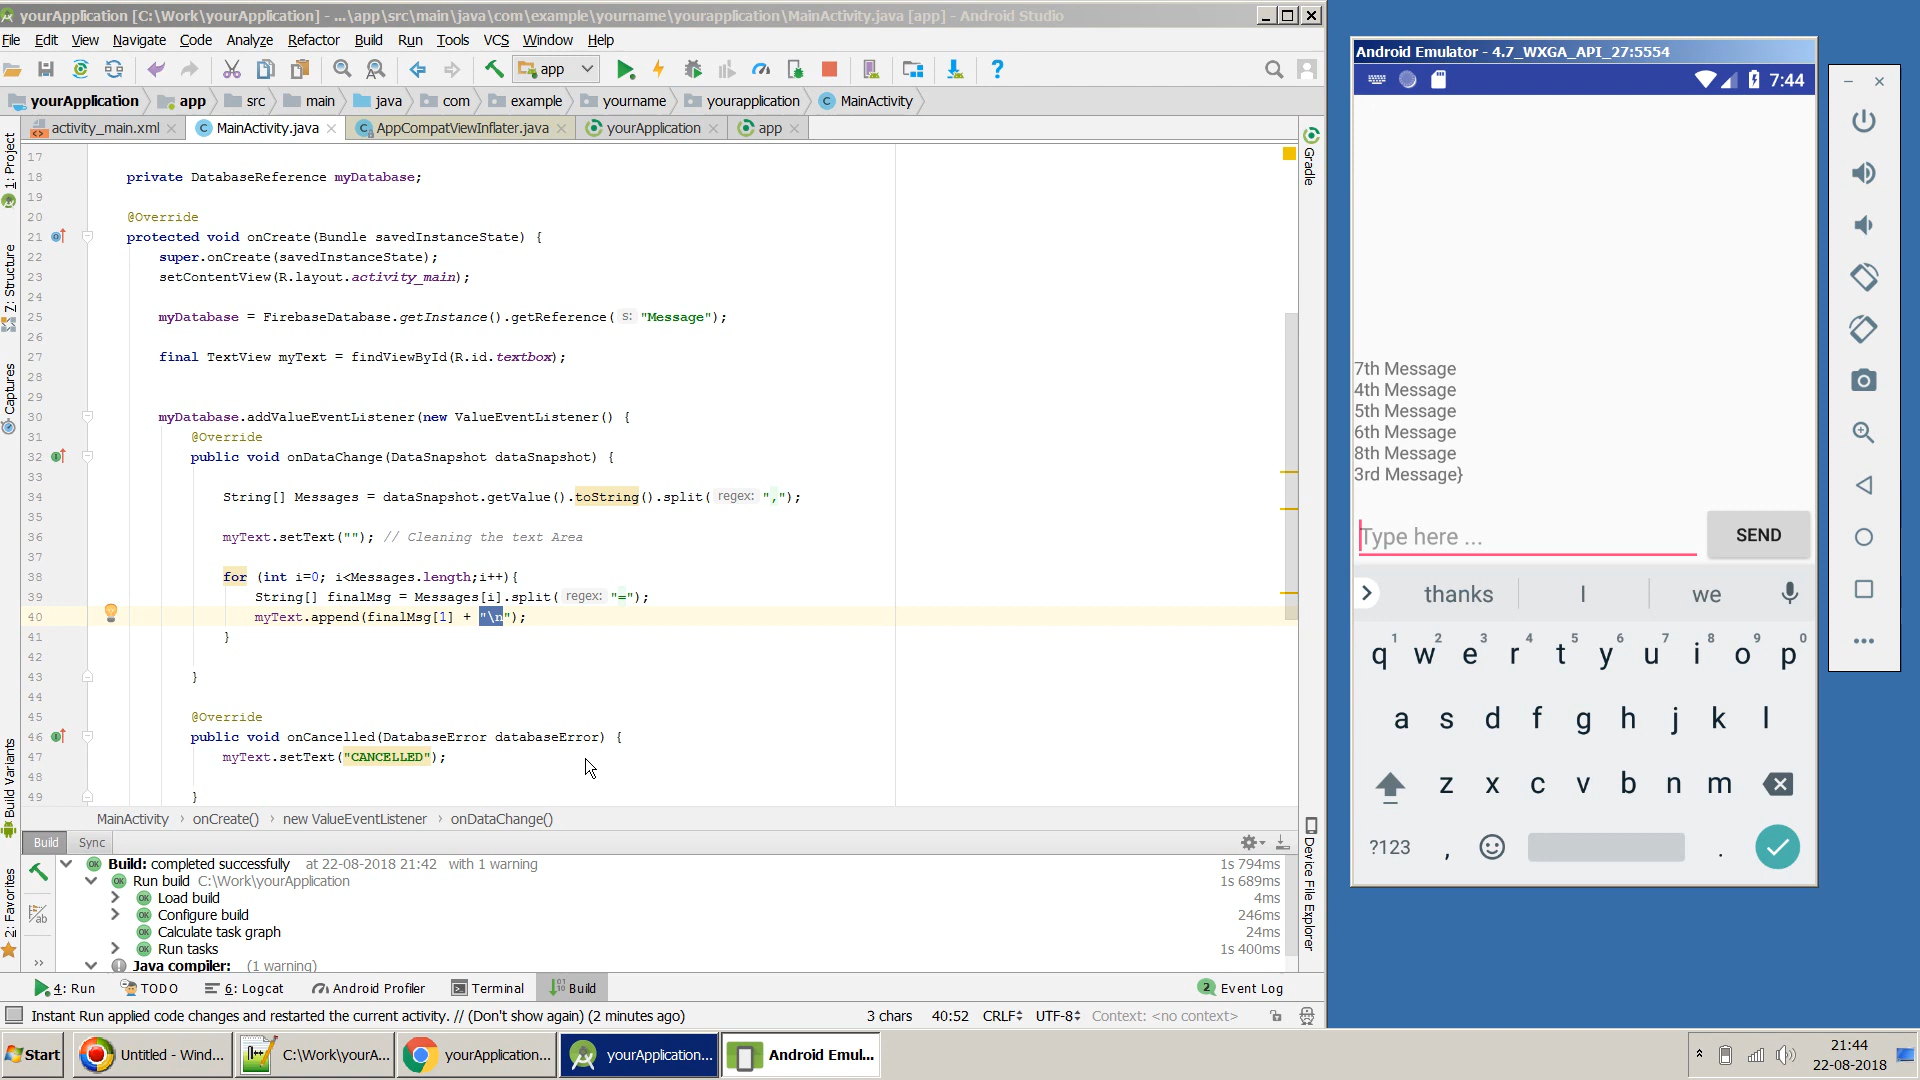 yourApplication [C:\Work\yourApplication] - ...\app\src\main\java\com\example\yourname\yourapplication\MainActivity.java [app] - Android Studio
File Edit View Navigate Code Analyze Refactor Build Run Tools VCS Window Help
app
yourApplication app src main java com example yourname yourapplication MainActivity
activity_main.xml MainActivity.java AppCompatViewInflater.java yourApplication app
1: Project
Z: Structure
Captures
Build Variants
2: Favorites
17
18 private DatabaseReference myDatabase;
19
20 @Override
21 protected void onCreate(Bundle savedInstanceState) {
22 super.onCreate(savedInstanceState);
23 setContentView(R.layout.activity_main);
24
25 myDatabase = FirebaseDatabase.getInstance().getReference( s: "Message");
26
27 final TextView myText = findViewById(R.id.textbox);
28
29
30 myDatabase.addValueEventListener(new ValueEventListener() {
31 @Override
32 public void onDataChange(DataSnapshot dataSnapshot) {
33
34 String[] Messages = dataSnapshot.getValue().toString().split( regex: ",");
35
36 myText.setText(""); // Cleaning the text Area
37
38 for (int i=0; i<Messages.length;i++){
39 String[] finalMsg = Messages[i].split( regex: "=");
40 myText.append(finalMsg[1] + "\n");
41 }
42
43 }
44
45 @Override
46 public void onCancelled(DatabaseError databaseError) {
47 myText.setText("CANCELLED");
48
49 }
Gradle
Device File Explorer
MainActivity › onCreate() › new ValueEventListener › onDataChange()
Build Sync
Build: completed successfully at 22-08-2018 21:42 with 1 warning 1s 794ms
Run build C:\Work\yourApplication 1s 689ms
Load build 4ms
Configure build 246ms
Calculate task graph 24ms
Run tasks 1s 400ms
Java compiler: (1 warning)
4: Run TODO 6: Logcat Android Profiler Terminal Build 2 Event Log
Instant Run applied code changes and restarted the current activity. // (Don't show again) (2 minutes ago) 3 chars 40:52 CRLF UTF-8 Context: <no context>
Start Untitled - Wind... C:\Work\yourA... yourApplication... yourApplication... Android Emul... 21:44
22-08-2018
Android Emulator - 4.7_WXGA_API_27:5554
7:44
7th Message
4th Message
5th Message
6th Message
8th Message
3rd Message}
Type here ... SEND
thanks I we
q1 w2 e3 r4 t5 y6 u7 i8 o9 p0
a s d f g h j k l
z x c v b n m
?123 , .